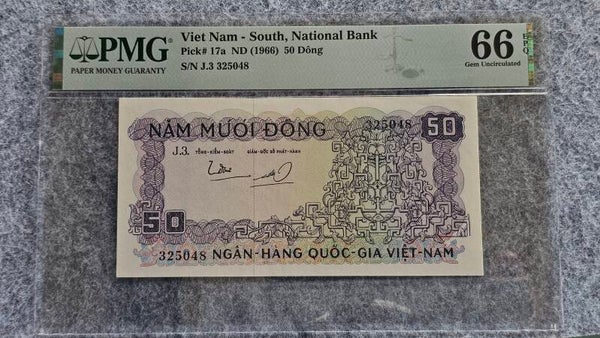 PMG
PAPER MONEY GUARANTY
Viet Nam - South, National Bank
Pick# 17a ND (1966) 50 Dông
S/N J.3 325048
66 EPQ
Gem Uncirculated
NĂM MƯƠI ĐỒNG
325048 50
J.3. TỔNG-KIỂM-SOÁT GIÁM-ĐỐC SỞ PHÁT-HÀNH
50
325048 NGÂN-HÀNG QUỐC-GIA VIỆT-NAM